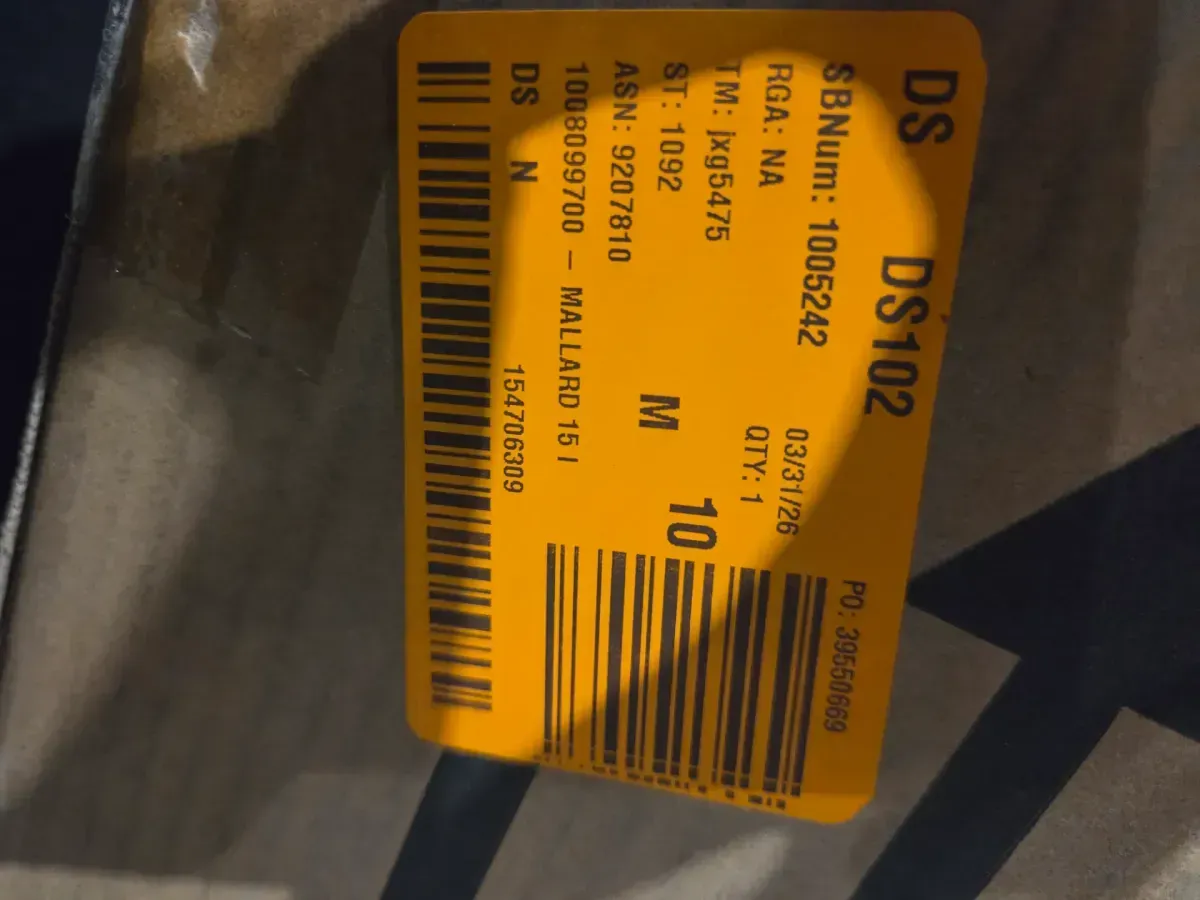 DS DS102
SBNum: 1005242 03/31/26 PO: 39550669
RGA: NA QTY: 1
TM: jxg5475
ST: 1092 M 10
ASN: 9207810
1008099700 – MALLARD 15 I
DS N 154706309